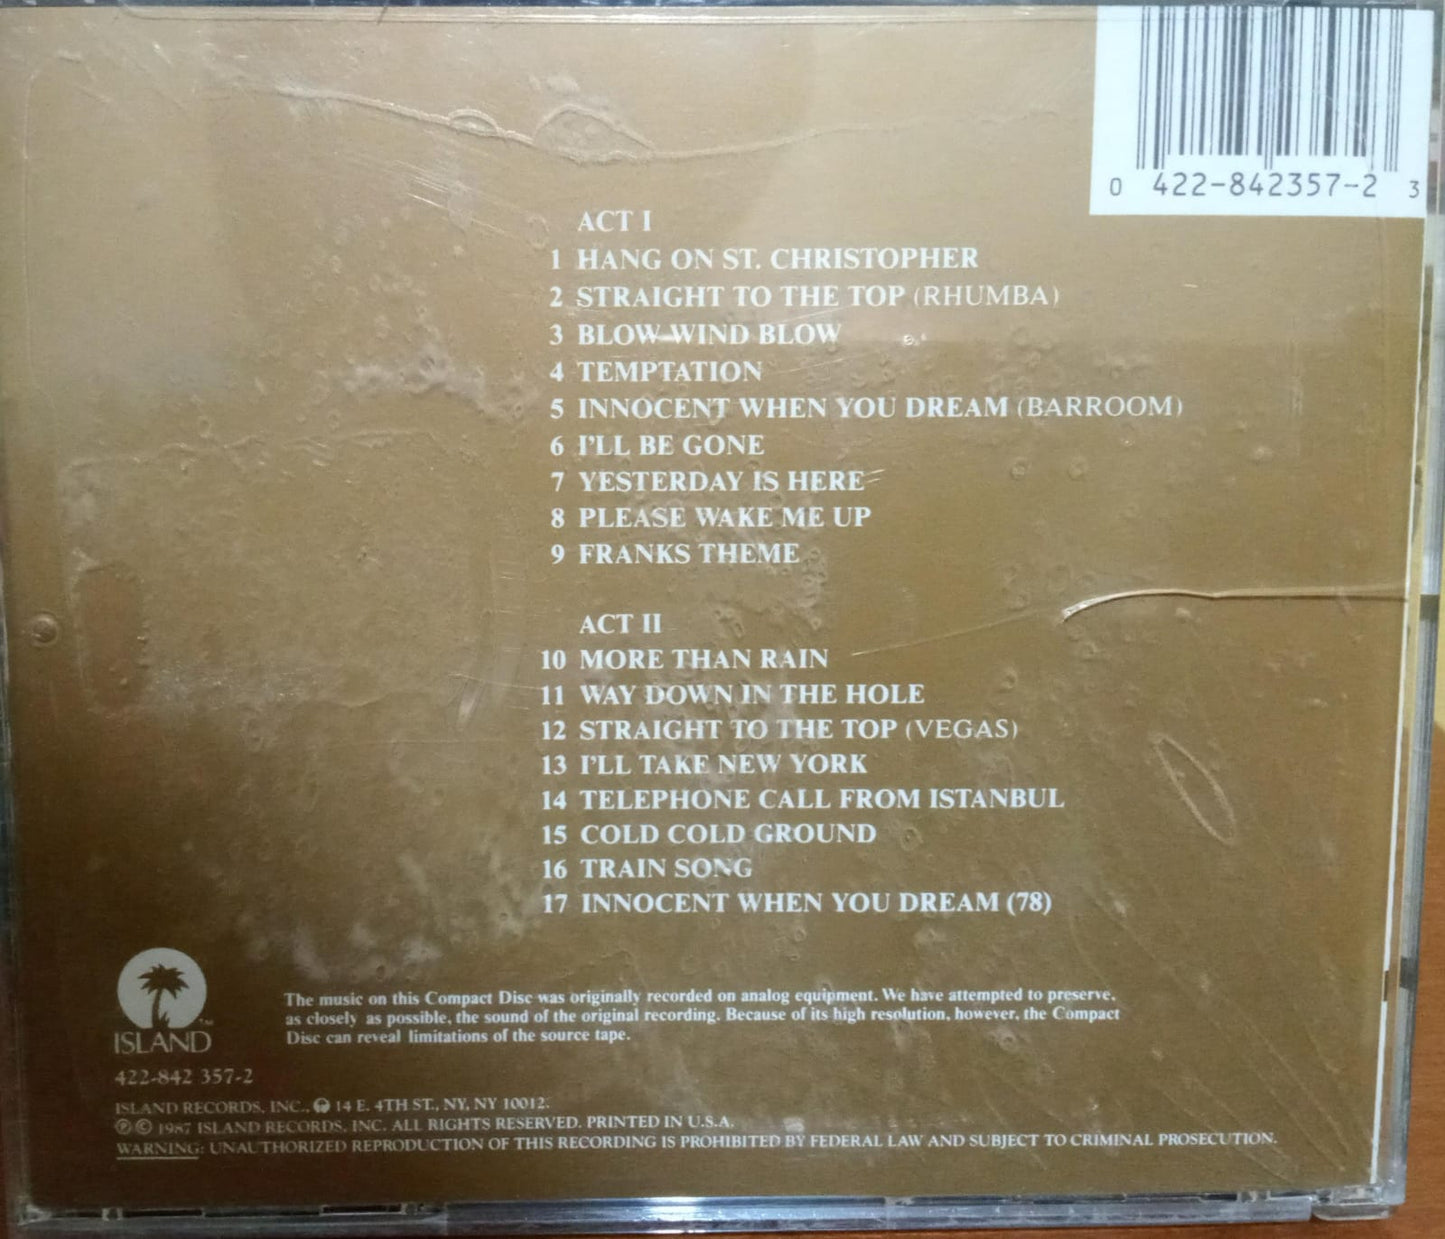 0 422-842357-2 3
ACT I
1 HANG ON ST. CHRISTOPHER
2 STRAIGHT TO THE TOP (RHUMBA)
3 BLOW WIND BLOW
4 TEMPTATION
5 INNOCENT WHEN YOU DREAM (BARROOM)
6 I'LL BE GONE
7 YESTERDAY IS HERE
8 PLEASE WAKE ME UP
9 FRANKS THEME
ACT II
10 MORE THAN RAIN
11 WAY DOWN IN THE HOLE
12 STRAIGHT TO THE TOP (VEGAS)
13 I'LL TAKE NEW YORK
14 TELEPHONE CALL FROM ISTANBUL
15 COLD COLD GROUND
16 TRAIN SONG
17 INNOCENT WHEN YOU DREAM (78)
The music on this Compact Disc was originally recorded on analog equipment. We have attempted to preserve,
as closely as possible, the sound of the original recording. Because of its high resolution, however, the Compact
Disc can reveal limitations of the source tape.
ISLAND™
422-842 357-2
ISLAND RECORDS, INC., 14 E. 4TH ST., NY, NY 10012.
℗ © 1987 ISLAND RECORDS, INC. ALL RIGHTS RESERVED. PRINTED IN U.S.A.
WARNING: UNAUTHORIZED REPRODUCTION OF THIS RECORDING IS PROHIBITED BY FEDERAL LAW AND SUBJECT TO CRIMINAL PROSECUTION.